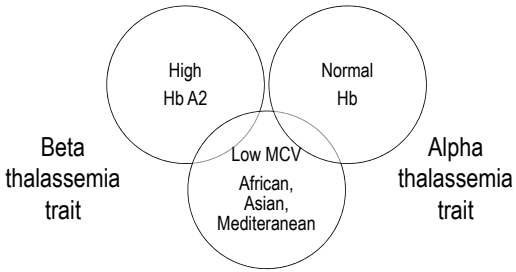 High
Hb A2
Normal
Hb
Beta
thalassemia
trait
Low MCV
African,
Asian,
Mediteranean
Alpha
thalassemia
trait